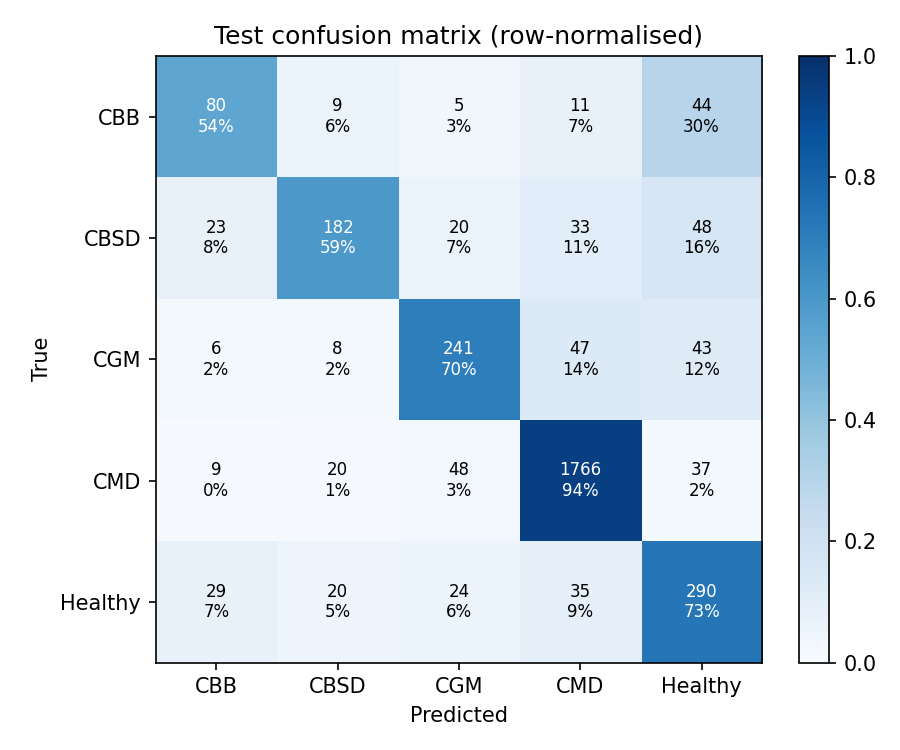 Test confusion matrix (row-normalised)
1.0
CBB
80 9 5 11 44
54% 6% 3% 7% 30%
0.8
CBSD
23 182 20 33 48
8% 59% 7% 11% 16%
0.6
True
CGM
6 8 241 47 43
2% 2% 70% 14% 12%
0.4
CMD
9 20 48 1766 37
0% 1% 3% 94% 2%
0.2
Healthy
29 20 24 35 290
7% 5% 6% 9% 73%
0.0
CBB CBSD CGM CMD Healthy
Predicted